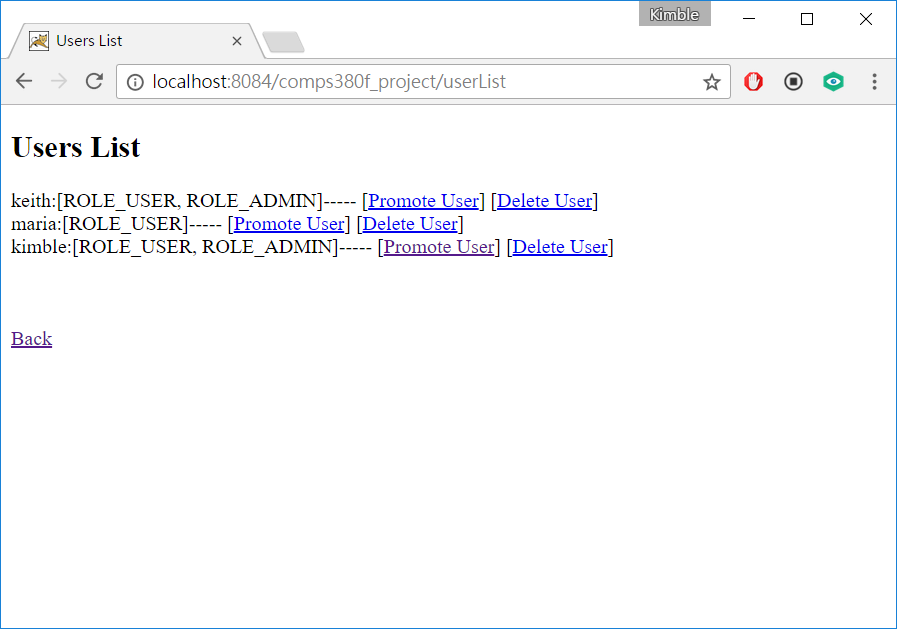 Kimble
Users List
localhost:8084/comps380f_project/userList
Users List
keith:[ROLE_USER, ROLE_ADMIN]----- [Promote User] [Delete User]
maria:[ROLE_USER]----- [Promote User] [Delete User]
kimble:[ROLE_USER, ROLE_ADMIN]----- [Promote User] [Delete User]
Back